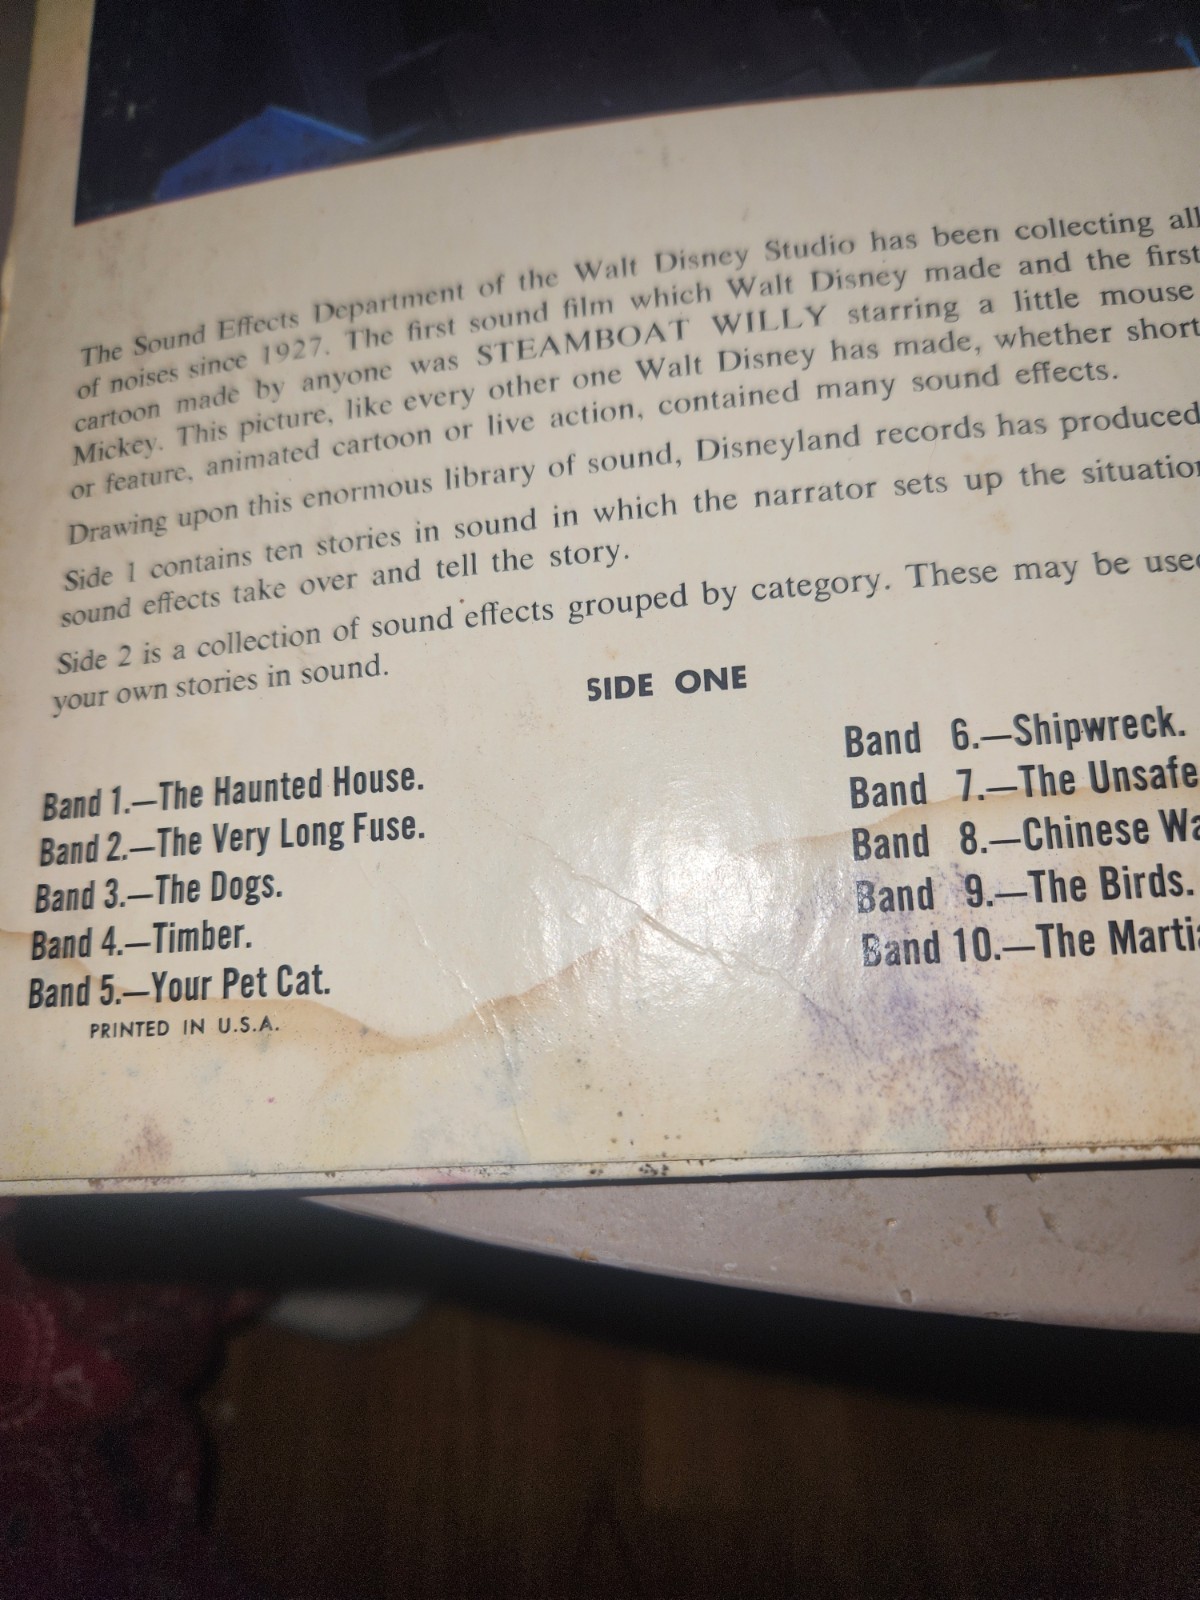 The Sound Effects Department of the Walt Disney Studio has been collecting all
of noises since 1927. The first sound film which Walt Disney made and the first
cartoon made by anyone was STEAMBOAT WILLY starring a little mouse
Mickey. This picture, like every other one Walt Disney has made, whether short
or feature, animated cartoon or live action, contained many sound effects.
Drawing upon this enormous library of sound, Disneyland records has produced
Side 1 contains ten stories in sound in which the narrator sets up the
sound effects take over and tell the story.
Side 2 is a collection of sound effects grouped by category. These may be
your own stories in sound.
SIDE ONE
Band 1.—The Haunted House.
Band 2.—The Very Long Fuse.
Band 3.—The Dogs.
Band 4.—Timber.
Band 5.—Your Pet Cat.
PRINTED IN U.S.A.
Band 6.—Shipwreck.
Band 7.—The Unsafe
Band 8.—Chinese
Band 9.—The Birds.
Band 10.—The